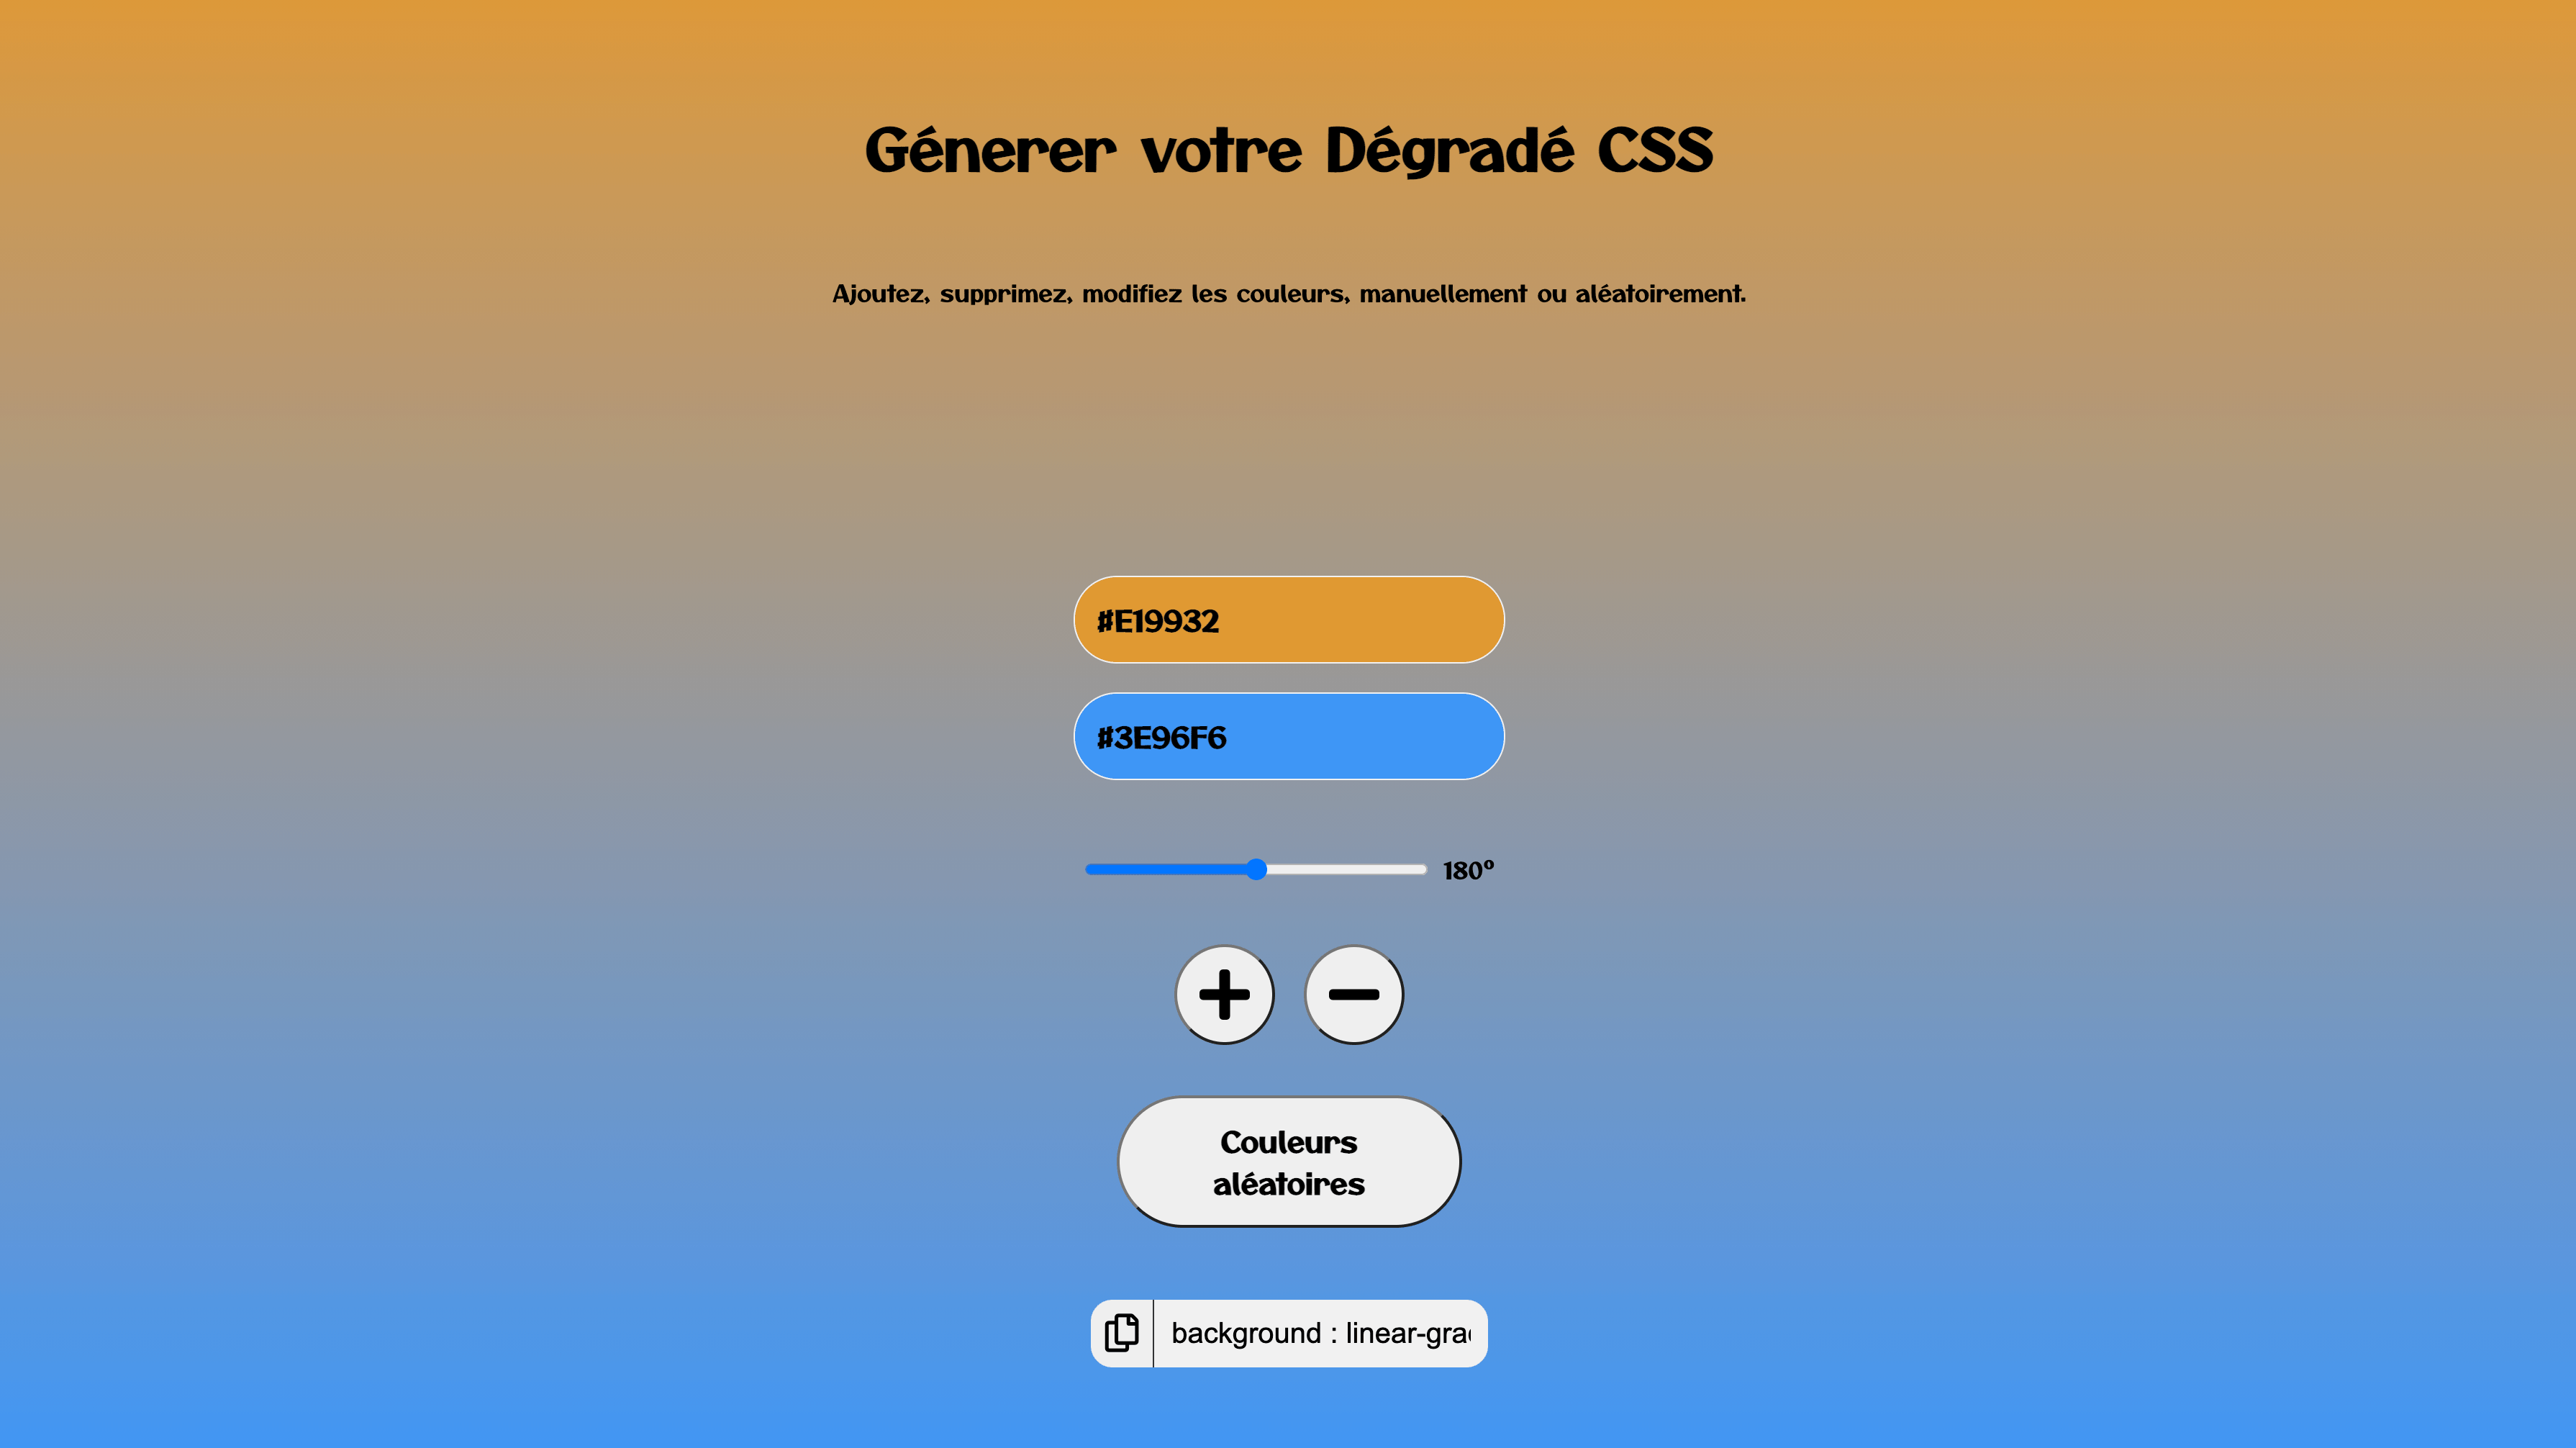 Génerer votre Dégradé CSS
Ajoutez, supprimez, modifiez les couleurs, manuellement ou aléatoirement.
#E19932
#3E96F6
180°
Couleurs
aléatoires
background : linear-gra